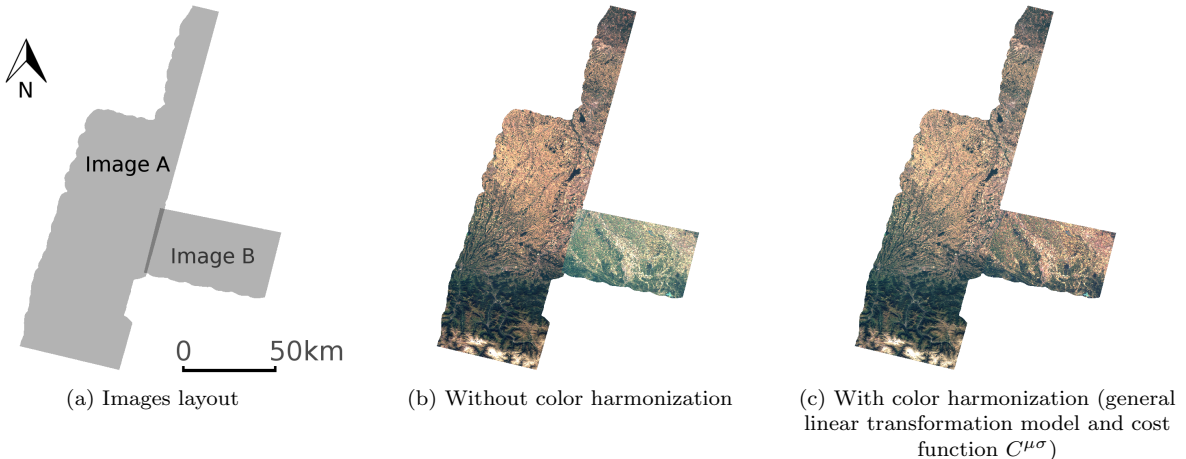 N
Image A
Image B
0 50km
(a) Images layout
(b) Without color harmonization
(c) With color harmonization (general
linear transformation model and cost
function C^{μσ})